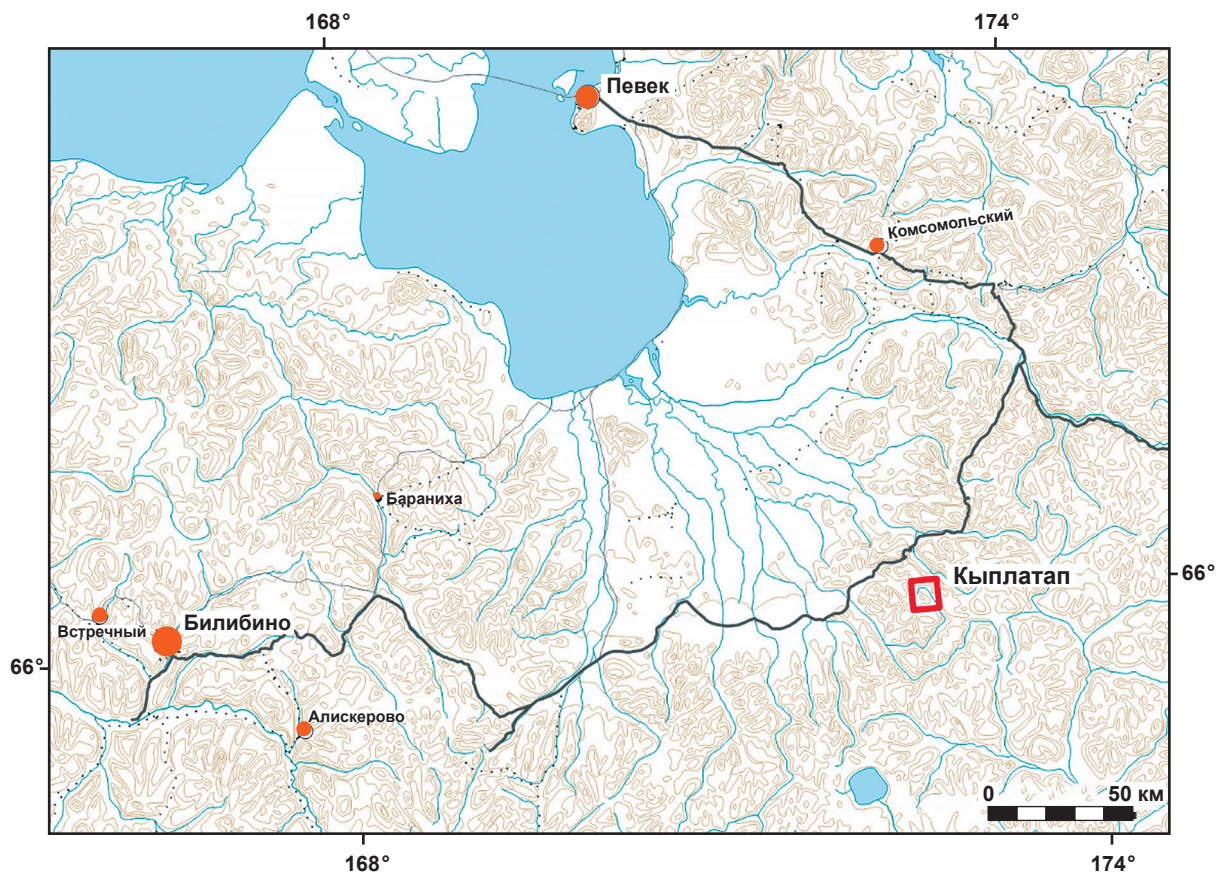 168°
174°
Певек
Комсомольский
Бараниха
Кыплатап
66°
Встречный
Билибино
66°
Алискерово
0
50 км
168°
174°